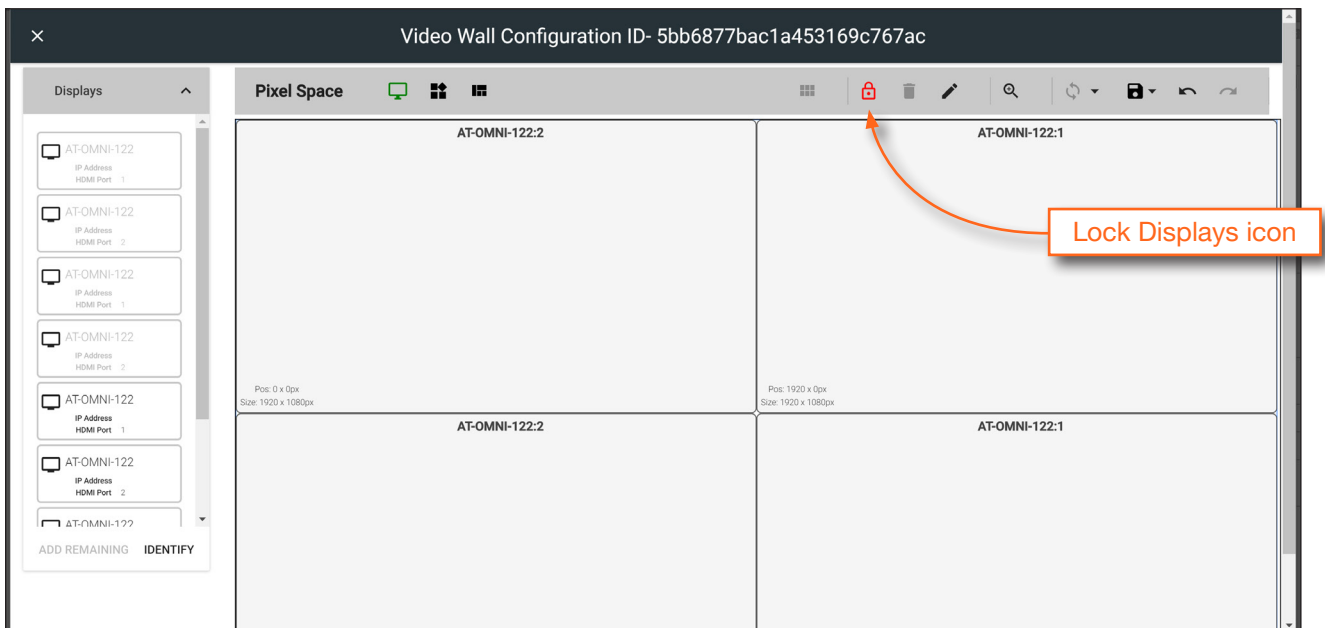 Video Wall Configuration ID- 5bb6877bac1a453169c767ac
Displays
Pixel Space
AT-OMNI-122
IP Address
HDMI Port 1
AT-OMNI-122
IP Address
HDMI Port 2
AT-OMNI-122
IP Address
HDMI Port 1
AT-OMNI-122
IP Address
HDMI Port 2
AT-OMNI-122
IP Address
HDMI Port 1
AT-OMNI-122
IP Address
HDMI Port 2
AT-OMNI-122
ADD REMAINING IDENTIFY
AT-OMNI-122:2
Pos: 0 x 0px
Size: 1920 x 1080px
AT-OMNI-122:1
Pos: 1920 x 0px
Size: 1920 x 1080px
AT-OMNI-122:2
AT-OMNI-122:1
Lock Displays icon